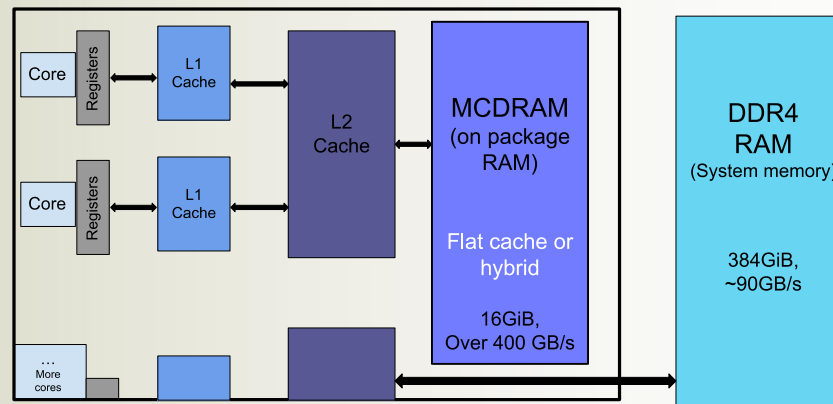 Core
Registers
L1
Cache
L2
Cache
MCDRAM
(on package
RAM)
Flat cache or
hybrid
16GiB,
Over 400 GB/s
DDR4
RAM
(System memory)
384GiB,
~90GB/s
Core
Registers
L1
Cache
...
More
cores